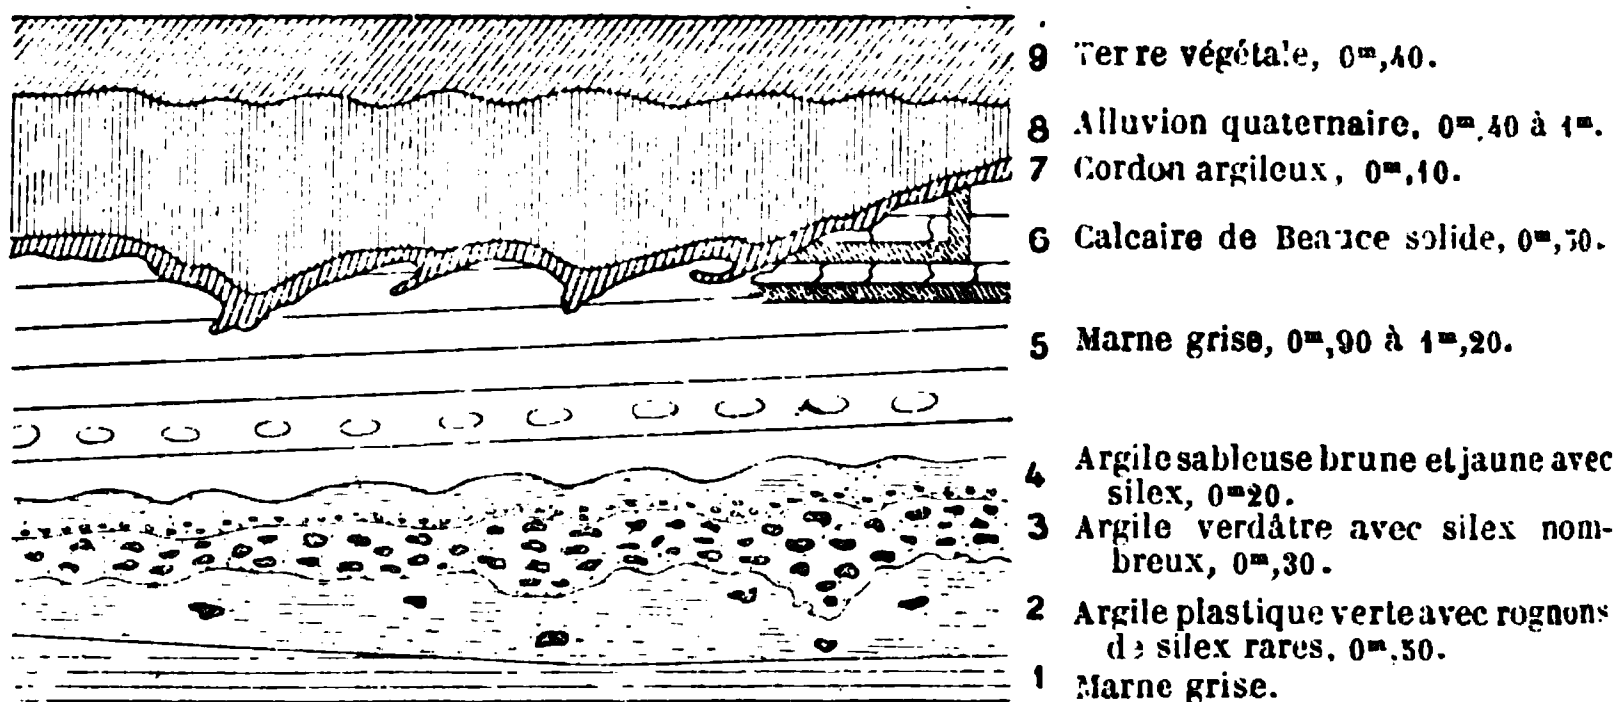 9 Terre végétale, 0m,40.
8 Alluvion quaternaire, 0m,40 à 1m.
7 Cordon argileux, 0m,10.
6 Calcaire de Beauce solide, 0m,50.
5 Marne grise, 0m,90 à 1m,20.
4 Argile sableuse brune et jaune avec
silex, 0m20.
3 Argile verdâtre avec silex nom-
breux, 0m,30.
2 Argile plastique verte avec rognons
de silex rares, 0m,50.
1 Marne grise.